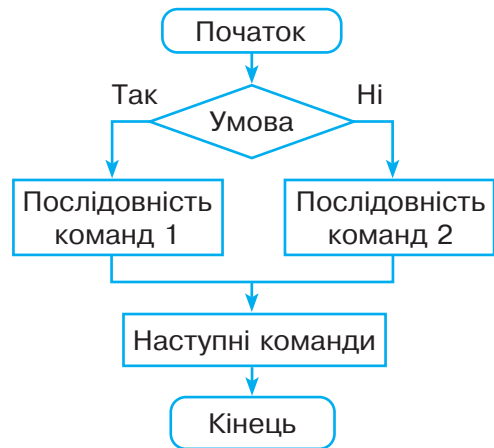 Початок
Так
Ні
Умова
Послідовність
команд 1
Послідовність
команд 2
Наступні команди
Кінець